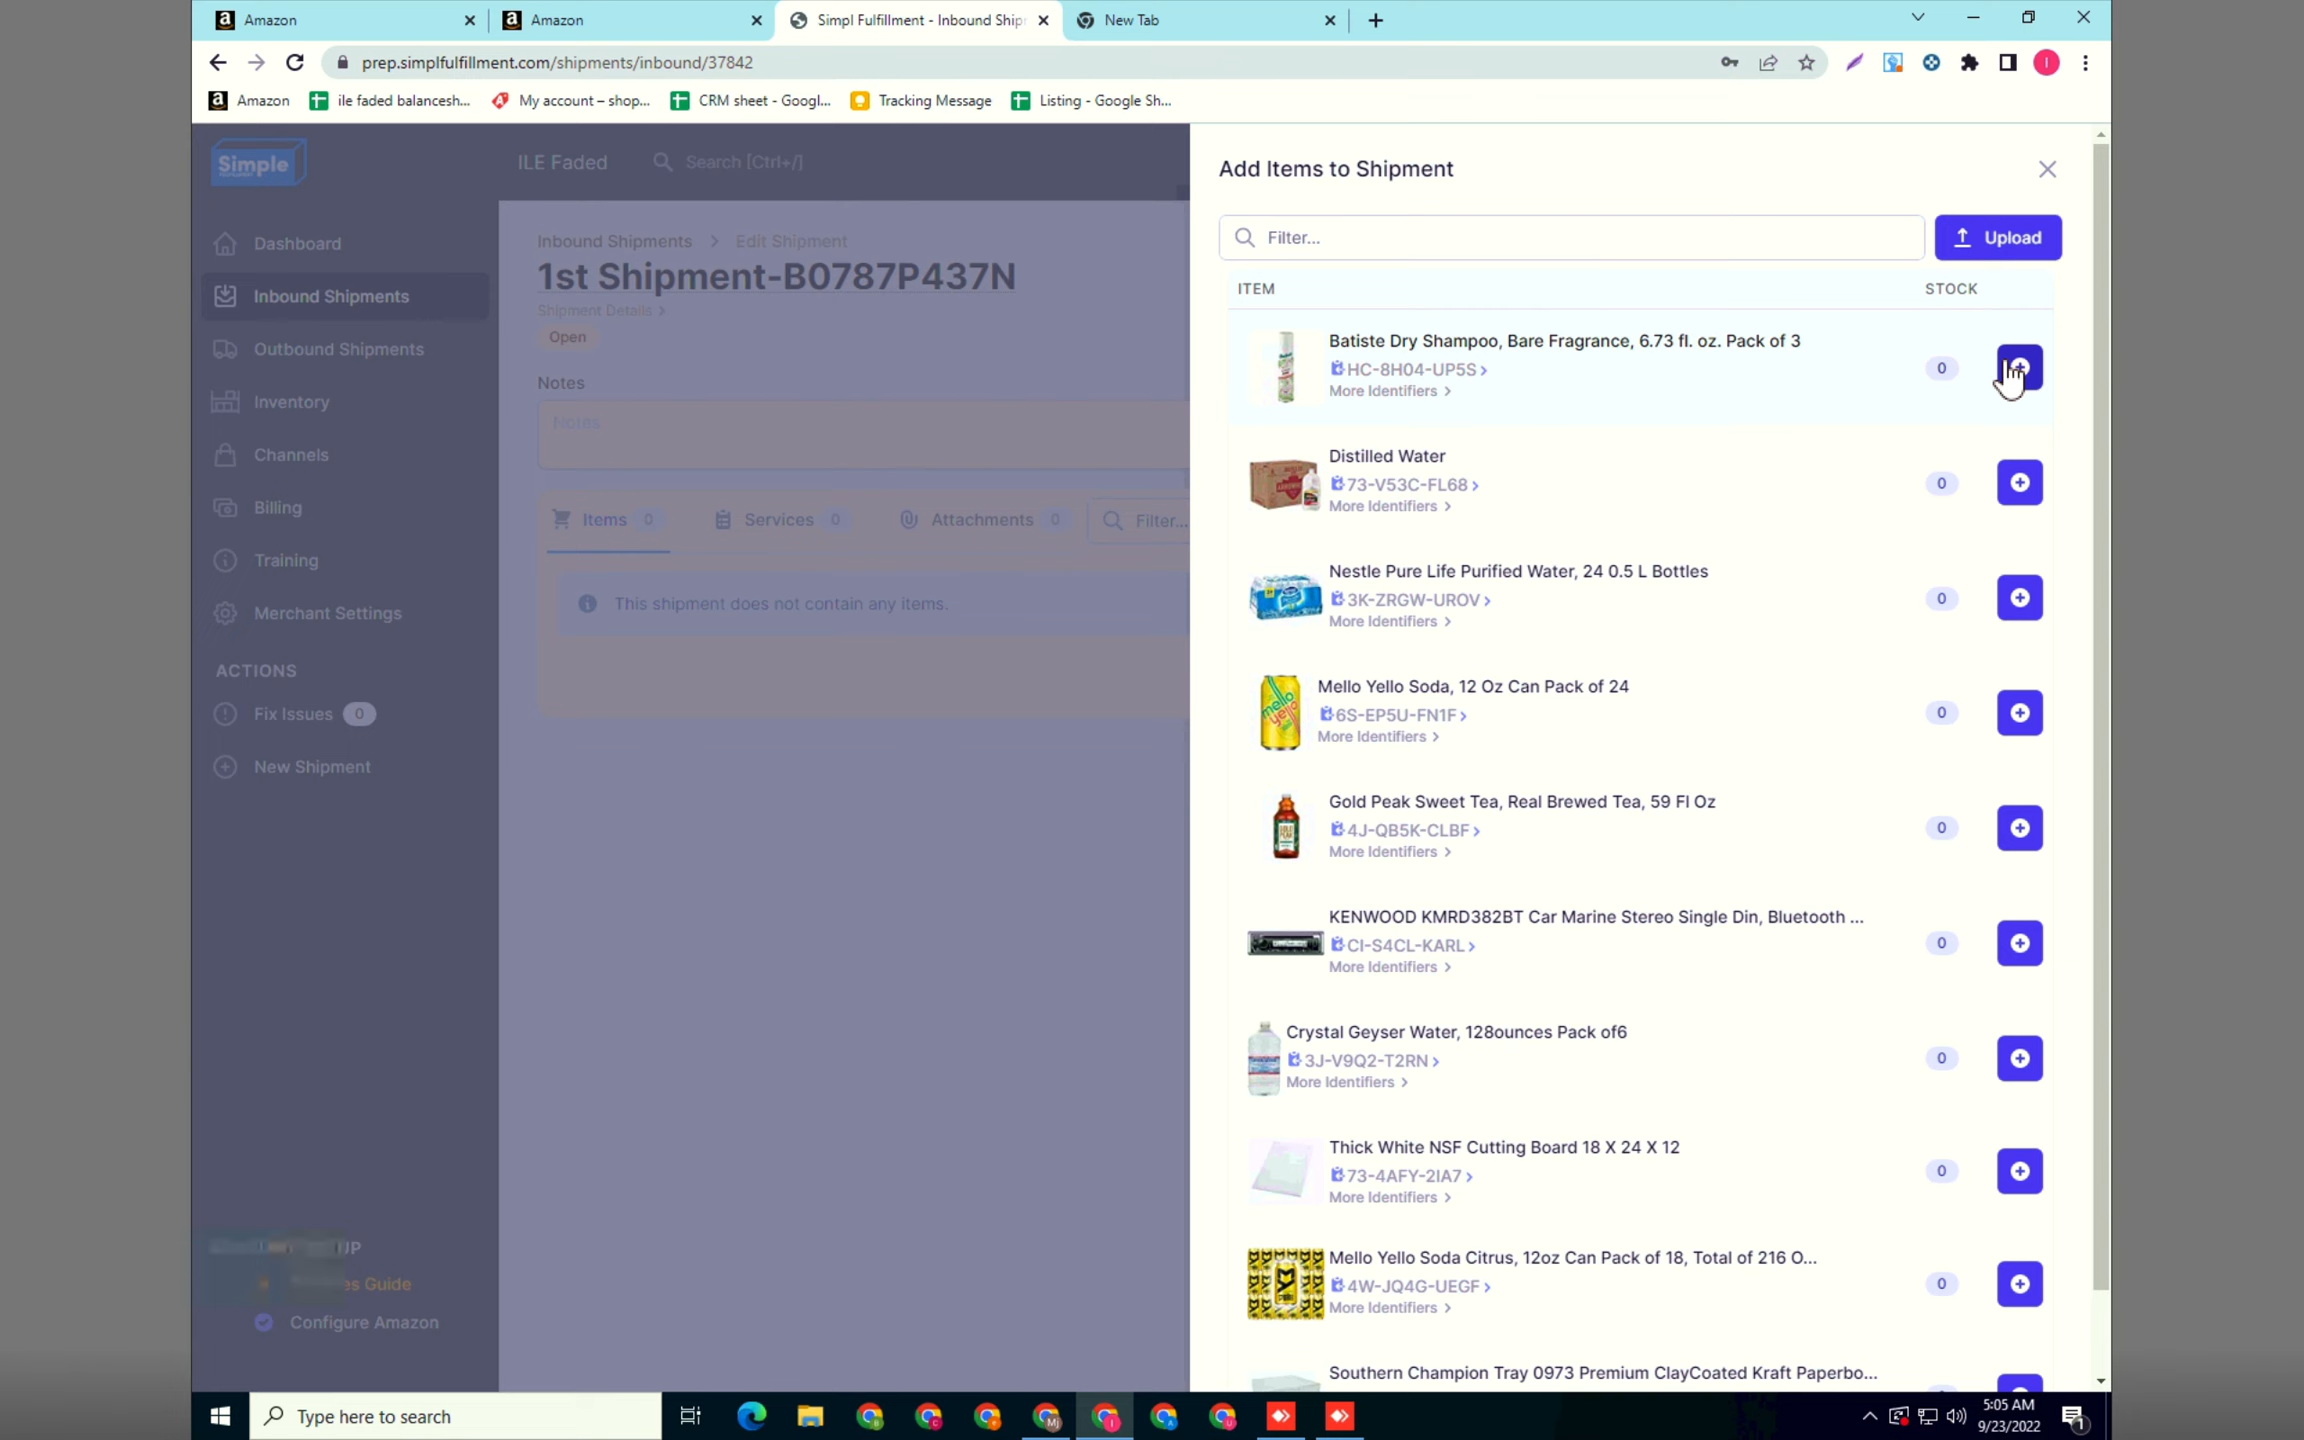 Amazon
Amazon
Simpl Fulfillment - Inbound Ship
New Tab
prep.simplfulfillment.com/shipments/inbound/37842
I
Amazon
ile faded balancesh...
My account – shop...
CRM sheet - Googl...
Tracking Message
Listing - Google Sh...
Simple
ILE Faded
Search [Ctrl+/]
Dashboard
Inbound Shipments
Outbound Shipments
Inventory
Channels
Billing
Training
Merchant Settings
ACTIONS
Fix Issues 0
New Shipment
UP
es Guide
Configure Amazon
Inbound Shipments > Edit Shipment
1st Shipment-B0787P437N
Shipment Details >
Open
Notes
Notes
Items 0
Services 0
Attachments 0
Filter...
This shipment does not contain any items.
Add Items to Shipment
Filter...
Upload
ITEM STOCK
Batiste Dry Shampoo, Bare Fragrance, 6.73 fl. oz. Pack of 3
HC-8H04-UP5S >
More Identifiers >
0
Distilled Water
73-V53C-FL68 >
More Identifiers >
0
Nestle Pure Life Purified Water, 24 0.5 L Bottles
3K-ZRGW-UROV >
More Identifiers >
0
mello yello
Mello Yello Soda, 12 Oz Can Pack of 24
6S-EP5U-FN1F >
More Identifiers >
0
Gold Peak Sweet Tea, Real Brewed Tea, 59 Fl Oz
4J-QB5K-CLBF >
More Identifiers >
0
KENWOOD KMRD382BT Car Marine Stereo Single Din, Bluetooth ...
CI-S4CL-KARL >
More Identifiers >
0
Crystal Geyser Water, 128ounces Pack of6
3J-V9Q2-T2RN >
More Identifiers >
0
Thick White NSF Cutting Board 18 X 24 X 12
73-4AFY-2IA7 >
More Identifiers >
0
Mello Yello Soda Citrus, 12oz Can Pack of 18, Total of 216 O...
4W-JQ4G-UEGF >
More Identifiers >
0
Southern Champion Tray 0973 Premium ClayCoated Kraft Paperbo...
Type here to search
5:05 AM
9/23/2022
1